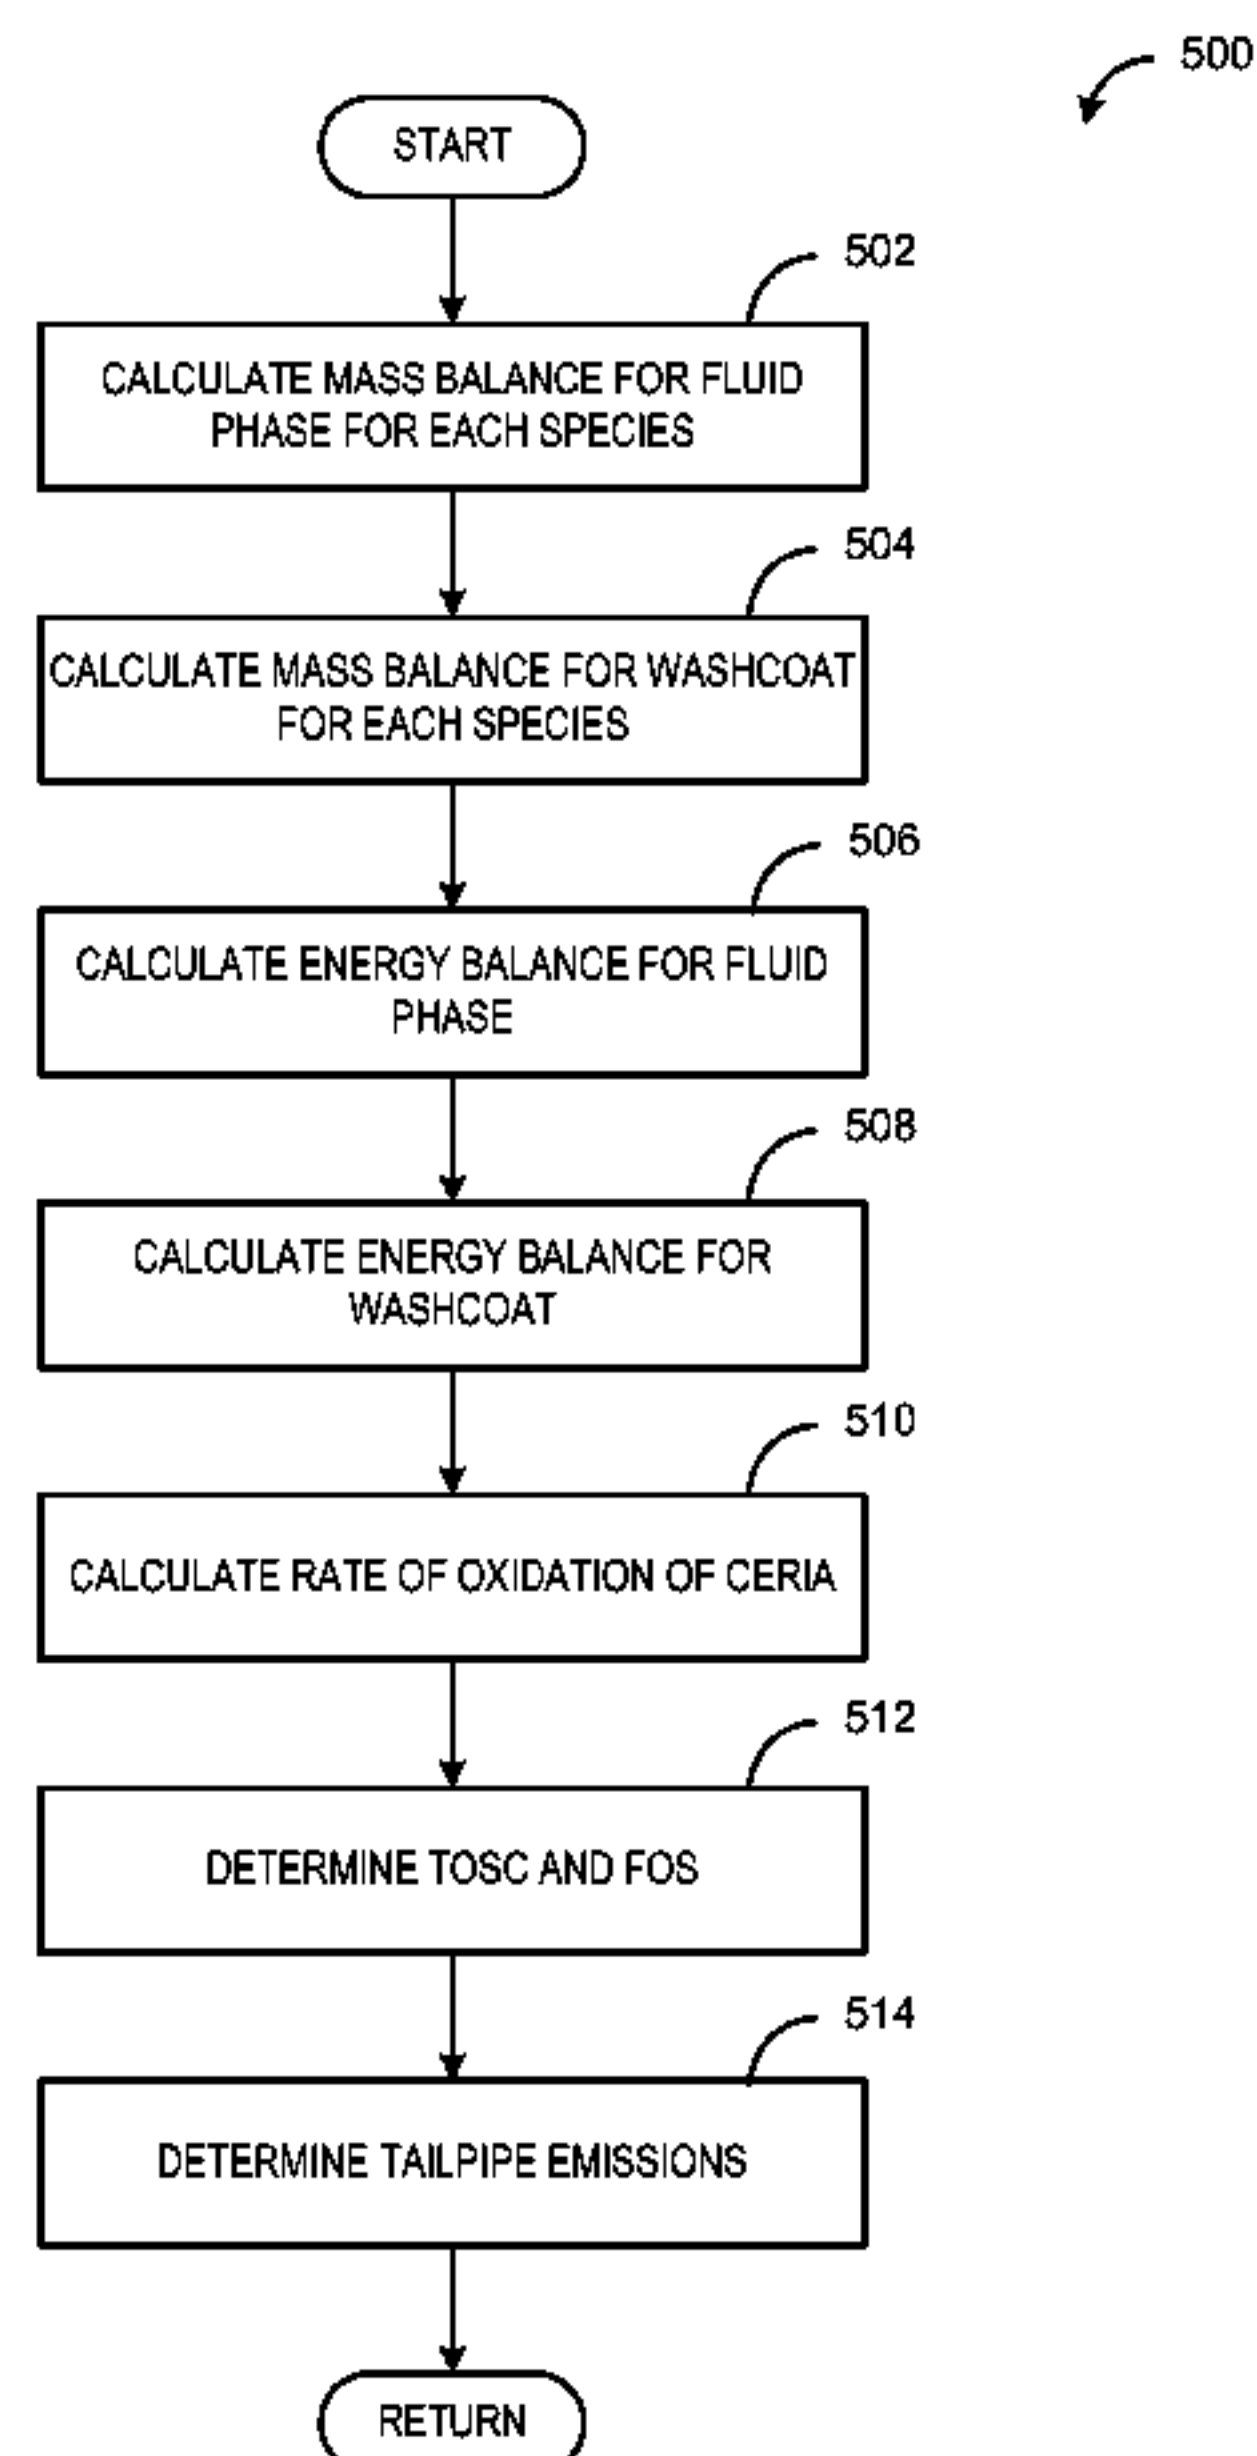 500
START
502
CALCULATE MASS BALANCE FOR FLUID
PHASE FOR EACH SPECIES
504
CALCULATE MASS BALANCE FOR WASHCOAT
FOR EACH SPECIES
506
CALCULATE ENERGY BALANCE FOR FLUID
PHASE
508
CALCULATE ENERGY BALANCE FOR
WASHCOAT
510
CALCULATE RATE OF OXIDATION OF CERIA
512
DETERMINE TOSC AND FOS
514
DETERMINE TAILPIPE EMISSIONS
RETURN